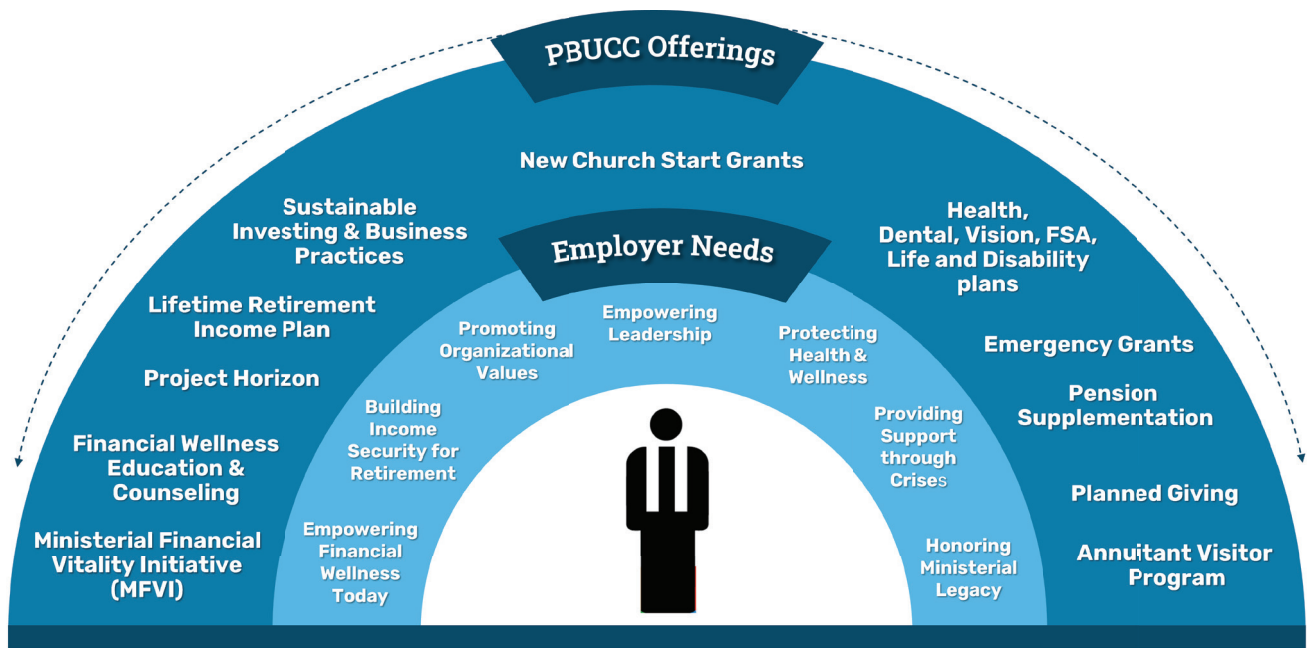 PBUCC Offerings
New Church Start Grants
Sustainable
Investing & Business
Practices
Lifetime Retirement
Income Plan
Project Horizon
Financial Wellness
Education &
Counseling
Ministerial Financial
Vitality Initiative
(MFVI)
Health,
Dental, Vision, FSA,
Life and Disability
plans
Emergency Grants
Pension
Supplementation
Planned Giving
Annuitant Visitor
Program
Employer Needs
Empowering
Financial
Wellness
Today
Building
Income
Security for
Retirement
Promoting
Organizational
Values
Empowering
Leadership
Protecting
Health &
Wellness
Providing
Support
through
Crises
Honoring
Ministerial
Legacy